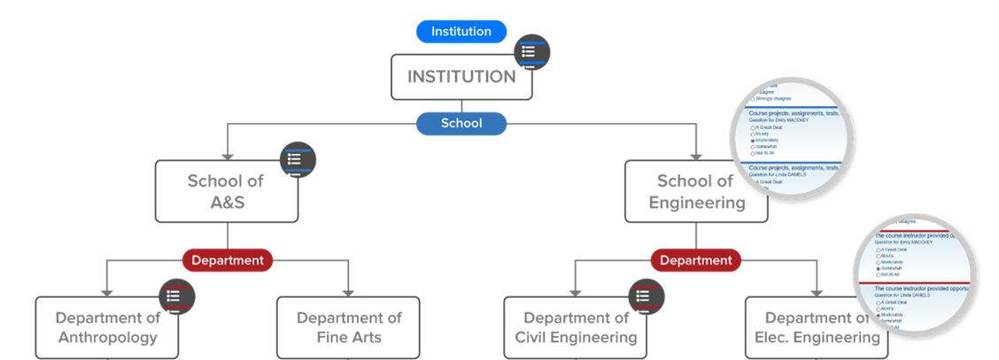 Institution
INSTITUTION
School
School of
A&S
School of
Engineering
Strongly disagree
Course projects, assignments, tests,
Question for Emily MACCKEY
A Great Deal
Mostly
Moderately
Somewhat
Not At All
Course projects, assignments, tests
Question for Linda DANIELS
A Great Deal
Department
Department
disagree
The course instructor provided
Question for Emily MACCKEY
A Great Deal
Mostly
Moderately
Somewhat
Not At All
The course instructor provided opportu
Question for Linda DANIELS
A Great Deal
Mostly
Moderately
Somewhat
Department of
Anthropology
Department of
Fine Arts
Department of
Civil Engineering
Department of
Elec. Engineering